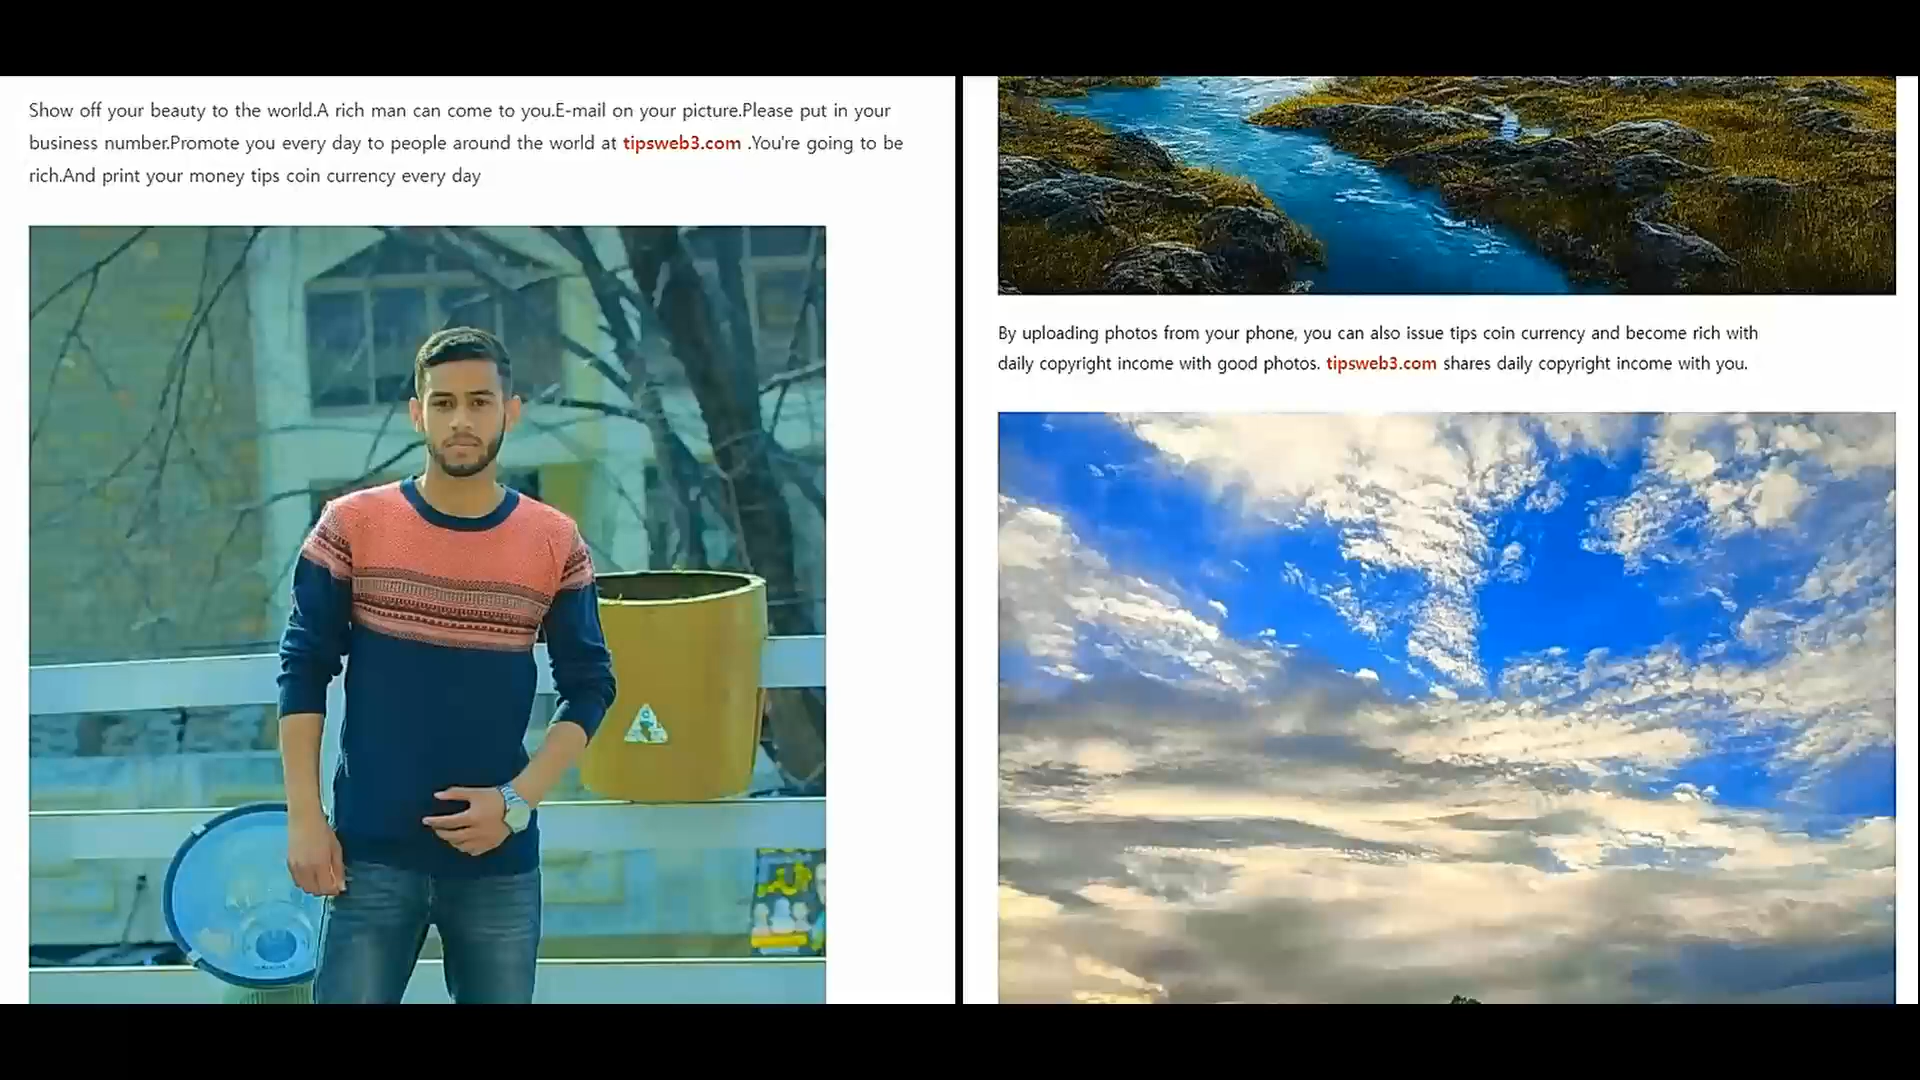 Show off your beauty to the world.A rich man can come to you.E-mail on your picture.Please put in your
business number.Promote you every day to people around the world at tipsweb3.com .You're going to be
rich.And print your money tips coin currency every day
By uploading photos from your phone, you can also issue tips coin currency and become rich with
daily copyright income with good photos. tipsweb3.com shares daily copyright income with you.